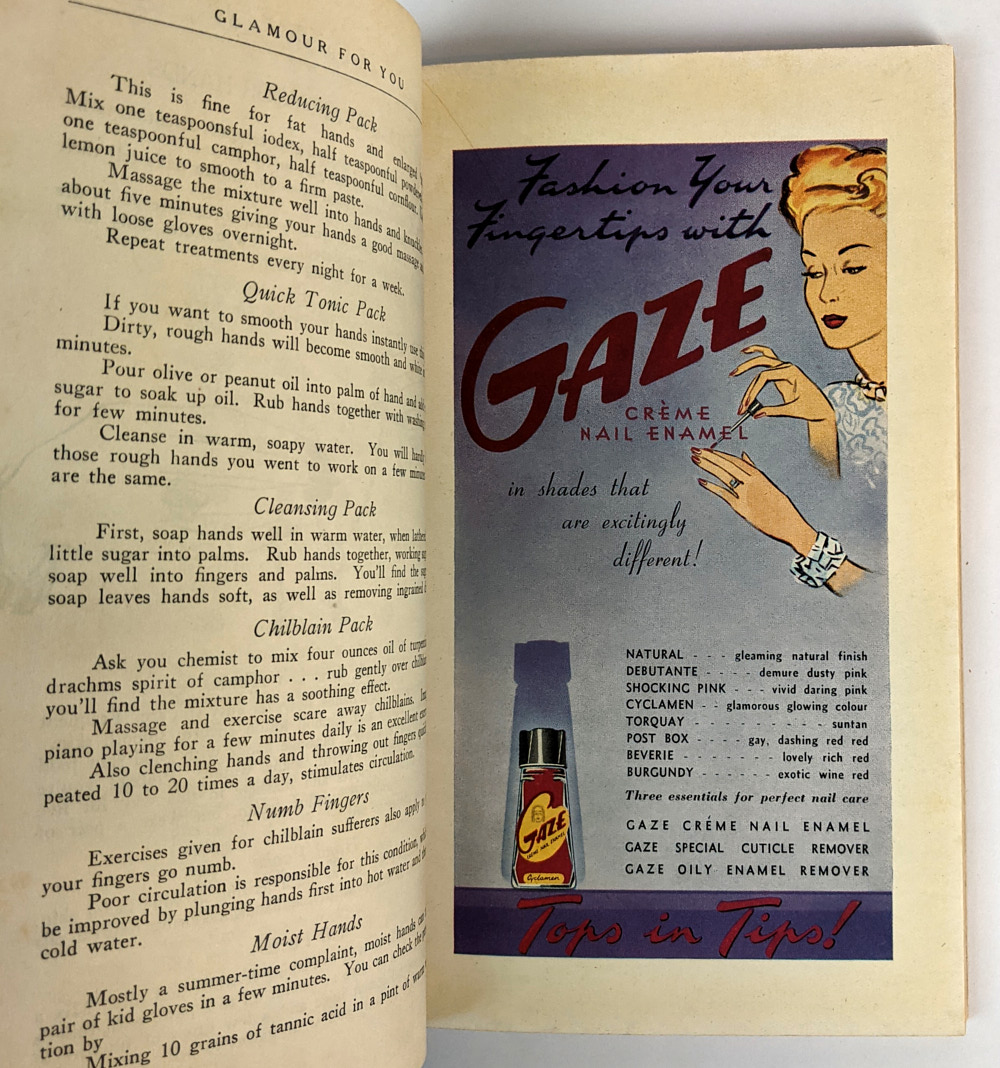 GLAMOUR FOR YOU
Reducing Pack
This is fine for fat hands and enlarged
Mix one teaspoonsful iodex, half teaspoonful
one teaspoonful camphor, half teaspoonful cornflour,
lemon juice to smooth to a firm paste.
Massage the mixture well into hands and
about five minutes giving your hands a good massage
with loose gloves overnight.
Repeat treatments every night for a week.
Quick Tonic Pack
If you want to smooth your hands instantly use
Dirty, rough hands will become smooth and white
minutes.
Pour olive or peanut oil into palm of hand and
sugar to soak up oil. Rub hands together with
for few minutes.
Cleanse in warm, soapy water. You will
those rough hands you went to work on a few
are the same.
Cleansing Pack
First, soap hands well in warm water, when
little sugar into palms. Rub hands together, working
soap well into fingers and palms. You'll find the
soap leaves hands soft, as well as removing ingrained
Chilblain Pack
Ask you chemist to mix four ounces oil of
drachms spirit of camphor . . . rub gently over
you'll find the mixture has a soothing effect.
Massage and exercise scare away chilblains.
piano playing for a few minutes daily is an excellent
Also clenching hands and throwing out fingers
peated 10 to 20 times a day, stimulates circulation.
Numb Fingers
Exercises given for chilblain sufferers also apply
your fingers go numb.
Poor circulation is responsible for this condition,
be improved by plunging hands first into hot water and
cold water.
Moist Hands
Mostly a summer-time complaint, moist hands can
pair of kid gloves in a few minutes. You can check the
tion by
Mixing 10 grains of tannic acid in a pint of
Fashion Your
Fingertips with
GAZE
CRÈME
NAIL ENAMEL
in shades that
are excitingly
different!
NATURAL - - - gleaming natural finish
DEBUTANTE - - - - demure dusty pink
SHOCKING PINK - - - - vivid daring pink
CYCLAMEN - - glamorous glowing colour
TORQUAY - - - - - - - - - - suntan
POST BOX - - - - gay, dashing red red
BEVERIE - - - - - - - lovely rich red
BURGUNDY - - - - - - exotic wine red
Three essentials for perfect nail care
GAZE CRÉME NAIL ENAMEL
GAZE SPECIAL CUTICLE REMOVER
GAZE OILY ENAMEL REMOVER
GAZE
CRÈME NAIL ENAMEL
Cyclamen
Tops in Tips!